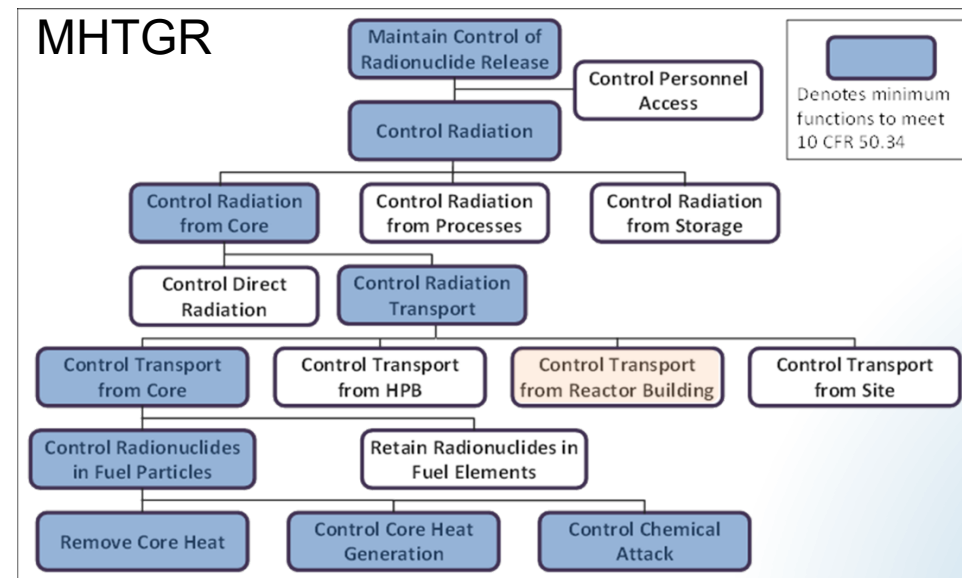 MHTGR
Maintain Control of
Radionuclide Release
Control Personnel
Access
Denotes minimum
functions to meet
10 CFR 50.34
Control Radiation
Control Radiation
from Core
Control Radiation
from Processes
Control Radiation
from Storage
Control Direct
Radiation
Control Radiation
Transport
Control Transport
from Core
Control Transport
from HPB
Control Transport
from Reactor Building
Control Transport
from Site
Control Radionuclides
in Fuel Particles
Retain Radionuclides in
Fuel Elements
Remove Core Heat
Control Core Heat
Generation
Control Chemical
Attack